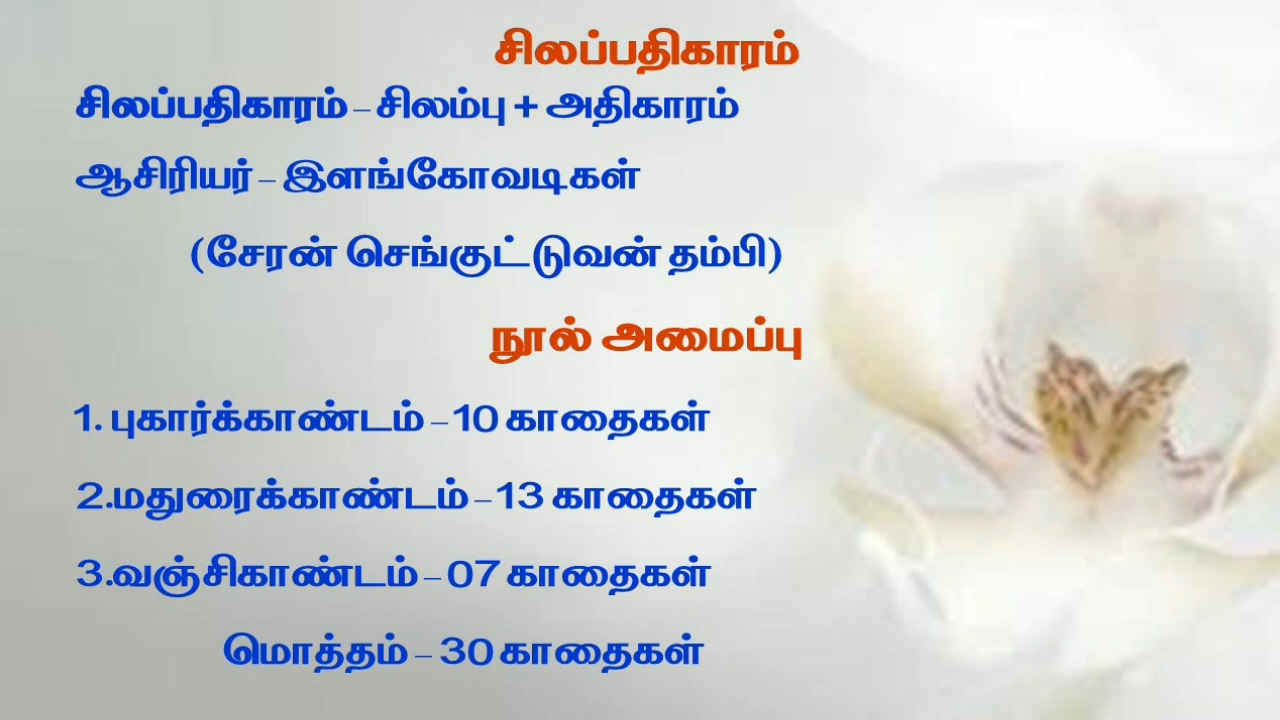 சிலப்பதிகாரம்
சிலப்பதிகாரம் – சிலம்பு + அதிகாரம்
ஆசிரியர் – இளங்கோவடிகள்
(சேரன் செங்குட்டுவன் தம்பி)
நூல் அமைப்பு
1. புகார்க்காண்டம் – 10 காதைகள்
2.மதுரைக்காண்டம் – 13 காதைகள்
3.வஞ்சிகாண்டம் – 07 காதைகள்
மொத்தம் – 30 காதைகள்